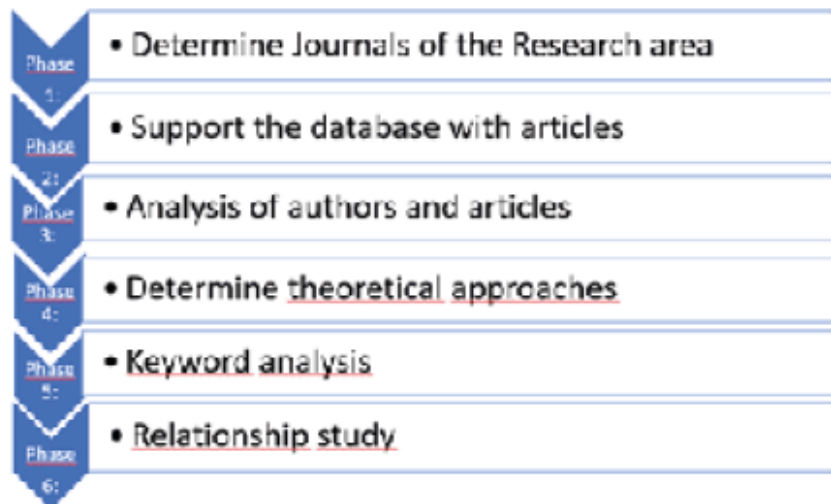 Phase 1:
• Determine Journals of the Research area
Phase 2:
• Support the database with articles
Phase 3:
• Analysis of authors and articles
Phase 4:
• Determine theoretical approaches
Phase 5:
• Keyword analysis
Phase 6:
• Relationship study